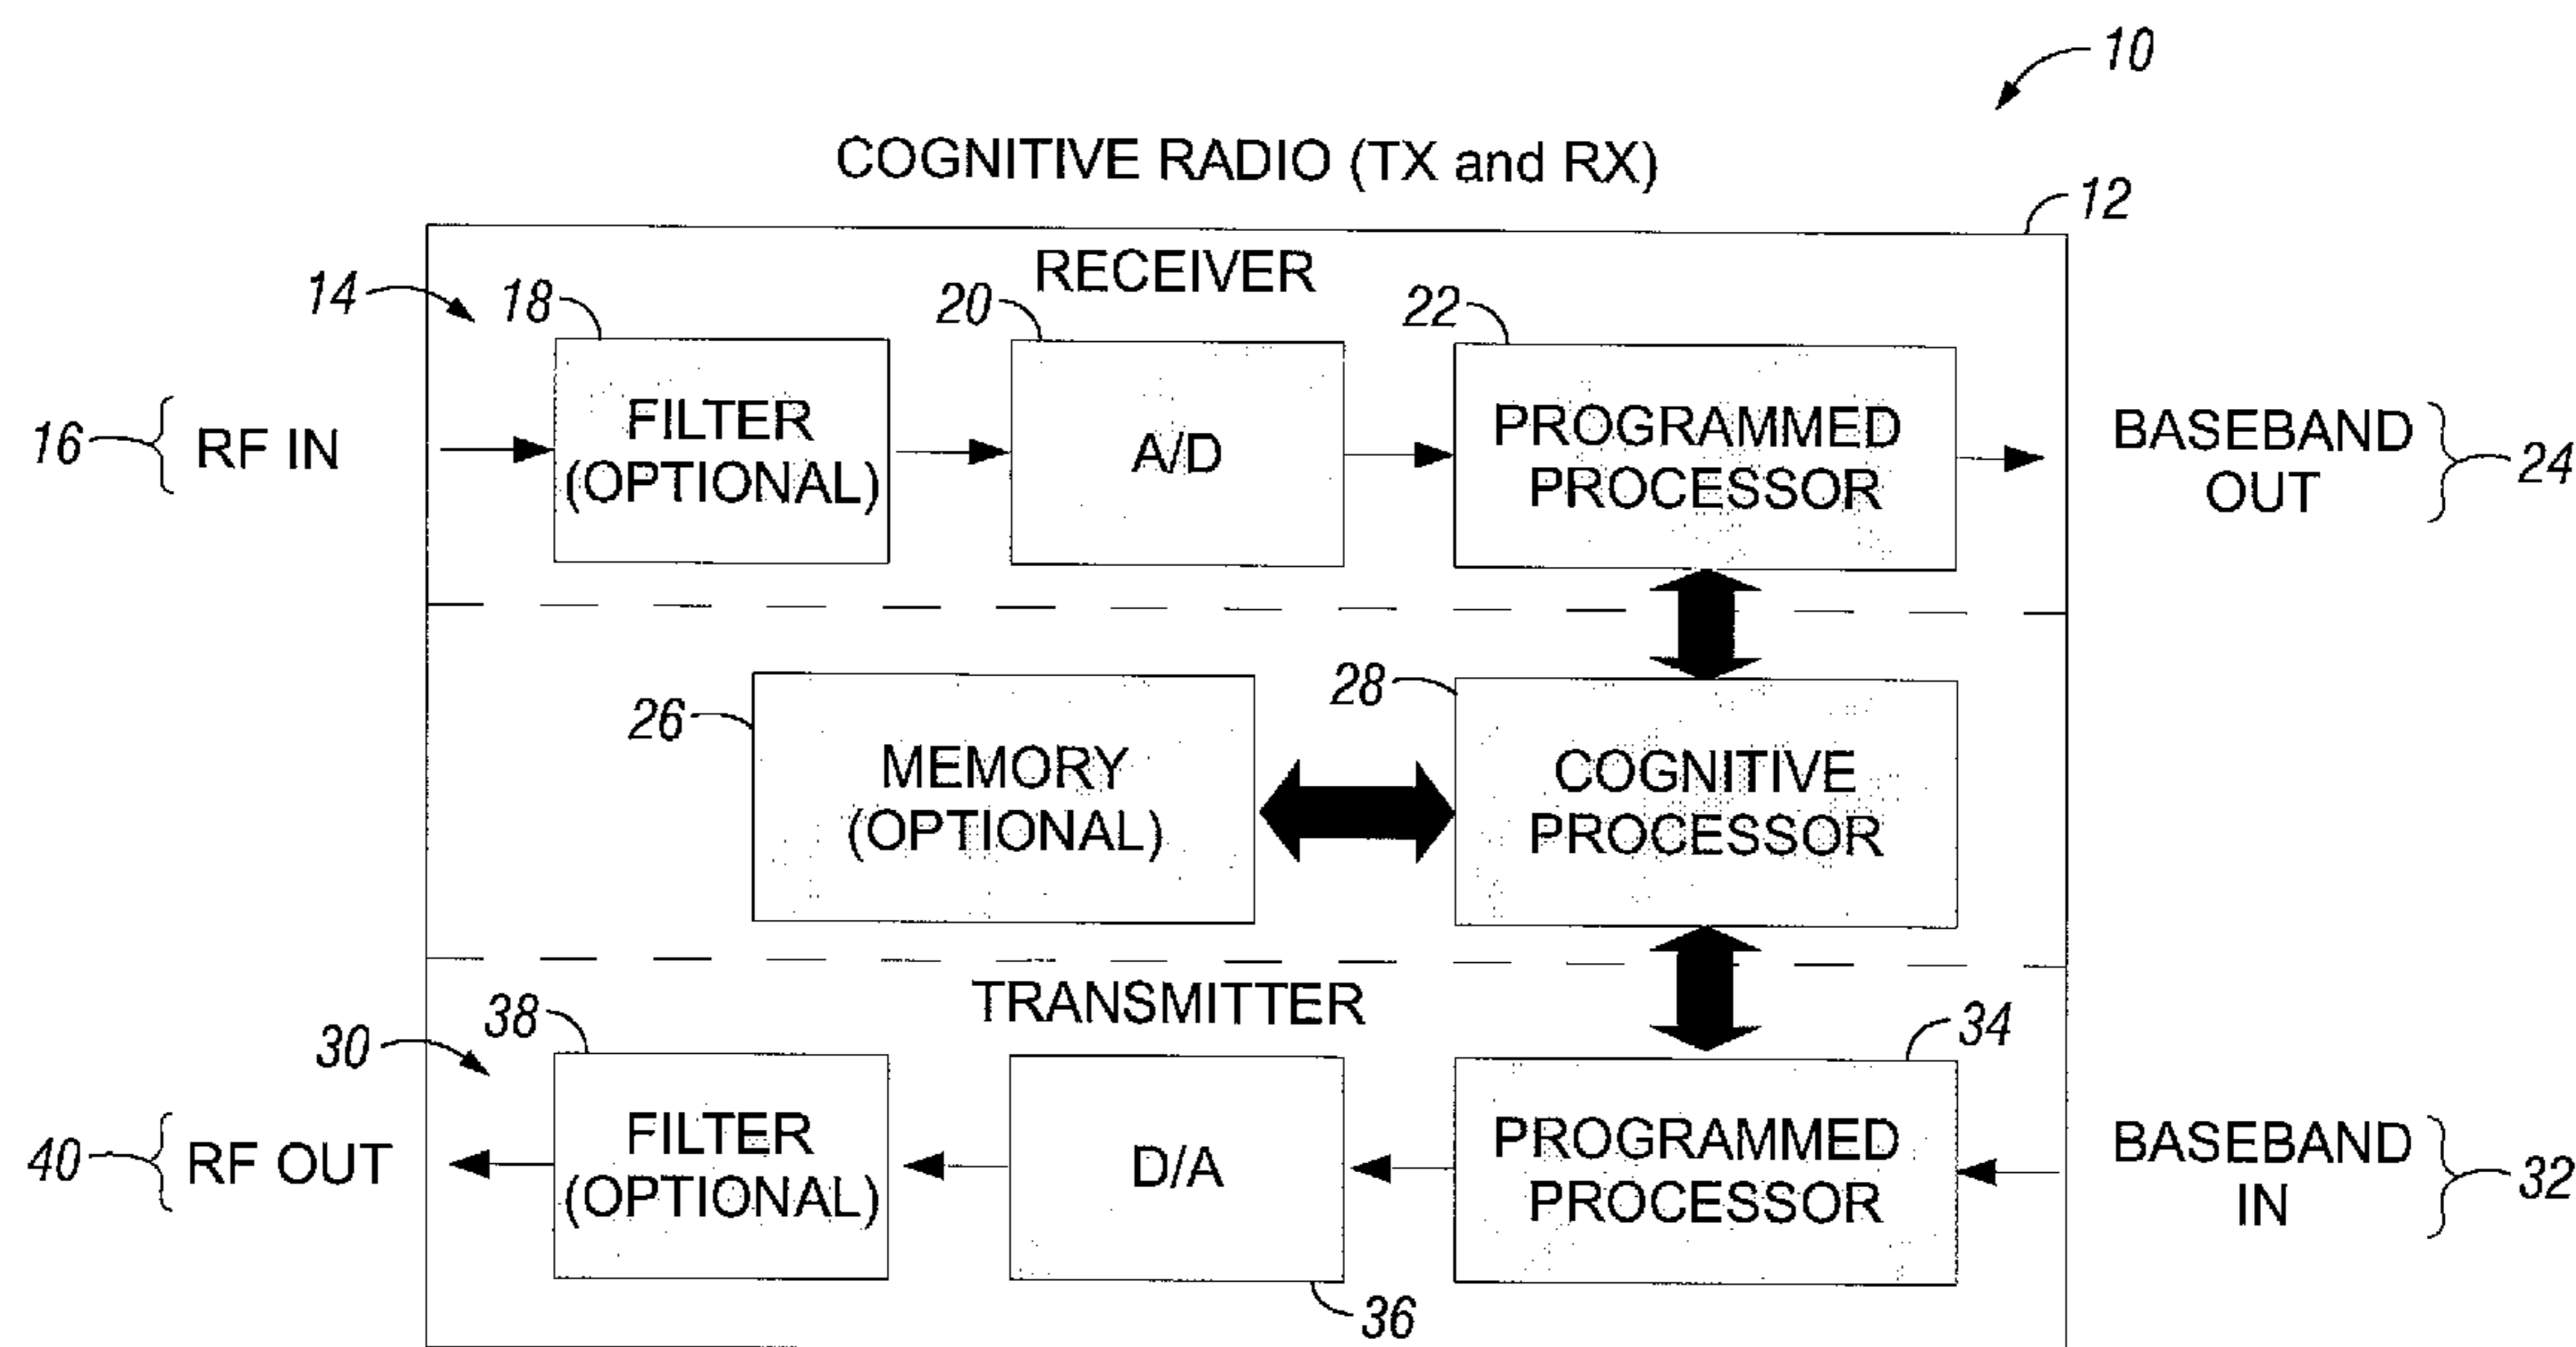 10
COGNITIVE RADIO (TX and RX)
12
RECEIVER
14
18
20
22
16
RF IN
FILTER
(OPTIONAL)
A/D
PROGRAMMED
PROCESSOR
BASEBAND
OUT
24
26
MEMORY
(OPTIONAL)
28
COGNITIVE
PROCESSOR
TRANSMITTER
30
38
34
40
RF OUT
FILTER
(OPTIONAL)
D/A
PROGRAMMED
PROCESSOR
BASEBAND
IN
32
36